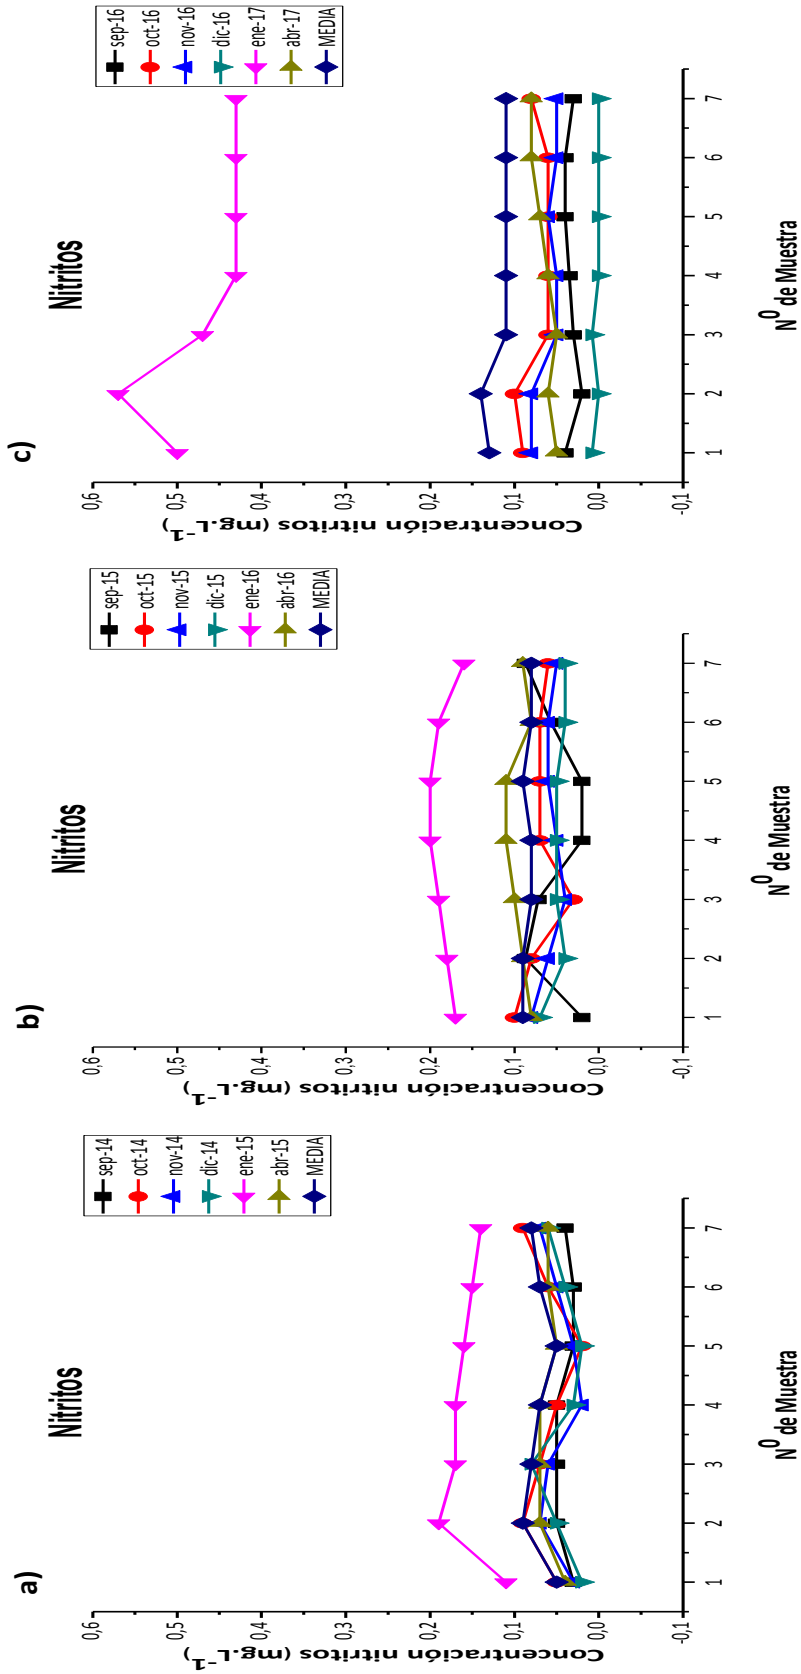 a)
Nitritos
sep-14
oct-14
nov-14
dic-14
ene-15
abr-15
MEDIA
Concentración nitritos (mg.L⁻¹)
0,6
0,5
0,4
0,3
0,2
0,1
0,0
-0,1
1 2 3 4 5 6 7
N⁰ de Muestra
b)
Nitritos
sep-15
oct-15
nov-15
dic-15
ene-16
abr-16
MEDIA
Concentración nitritos (mg.L⁻¹)
0,6
0,5
0,4
0,3
0,2
0,1
0,0
-0,1
1 2 3 4 5 6 7
N⁰ de Muestra
c)
Nitritos
sep-16
oct-16
nov-16
dic-16
ene-17
abr-17
MEDIA
Concentración nitritos (mg.L⁻¹)
0,6
0,5
0,4
0,3
0,2
0,1
0,0
-0,1
1 2 3 4 5 6 7
N⁰ de Muestra